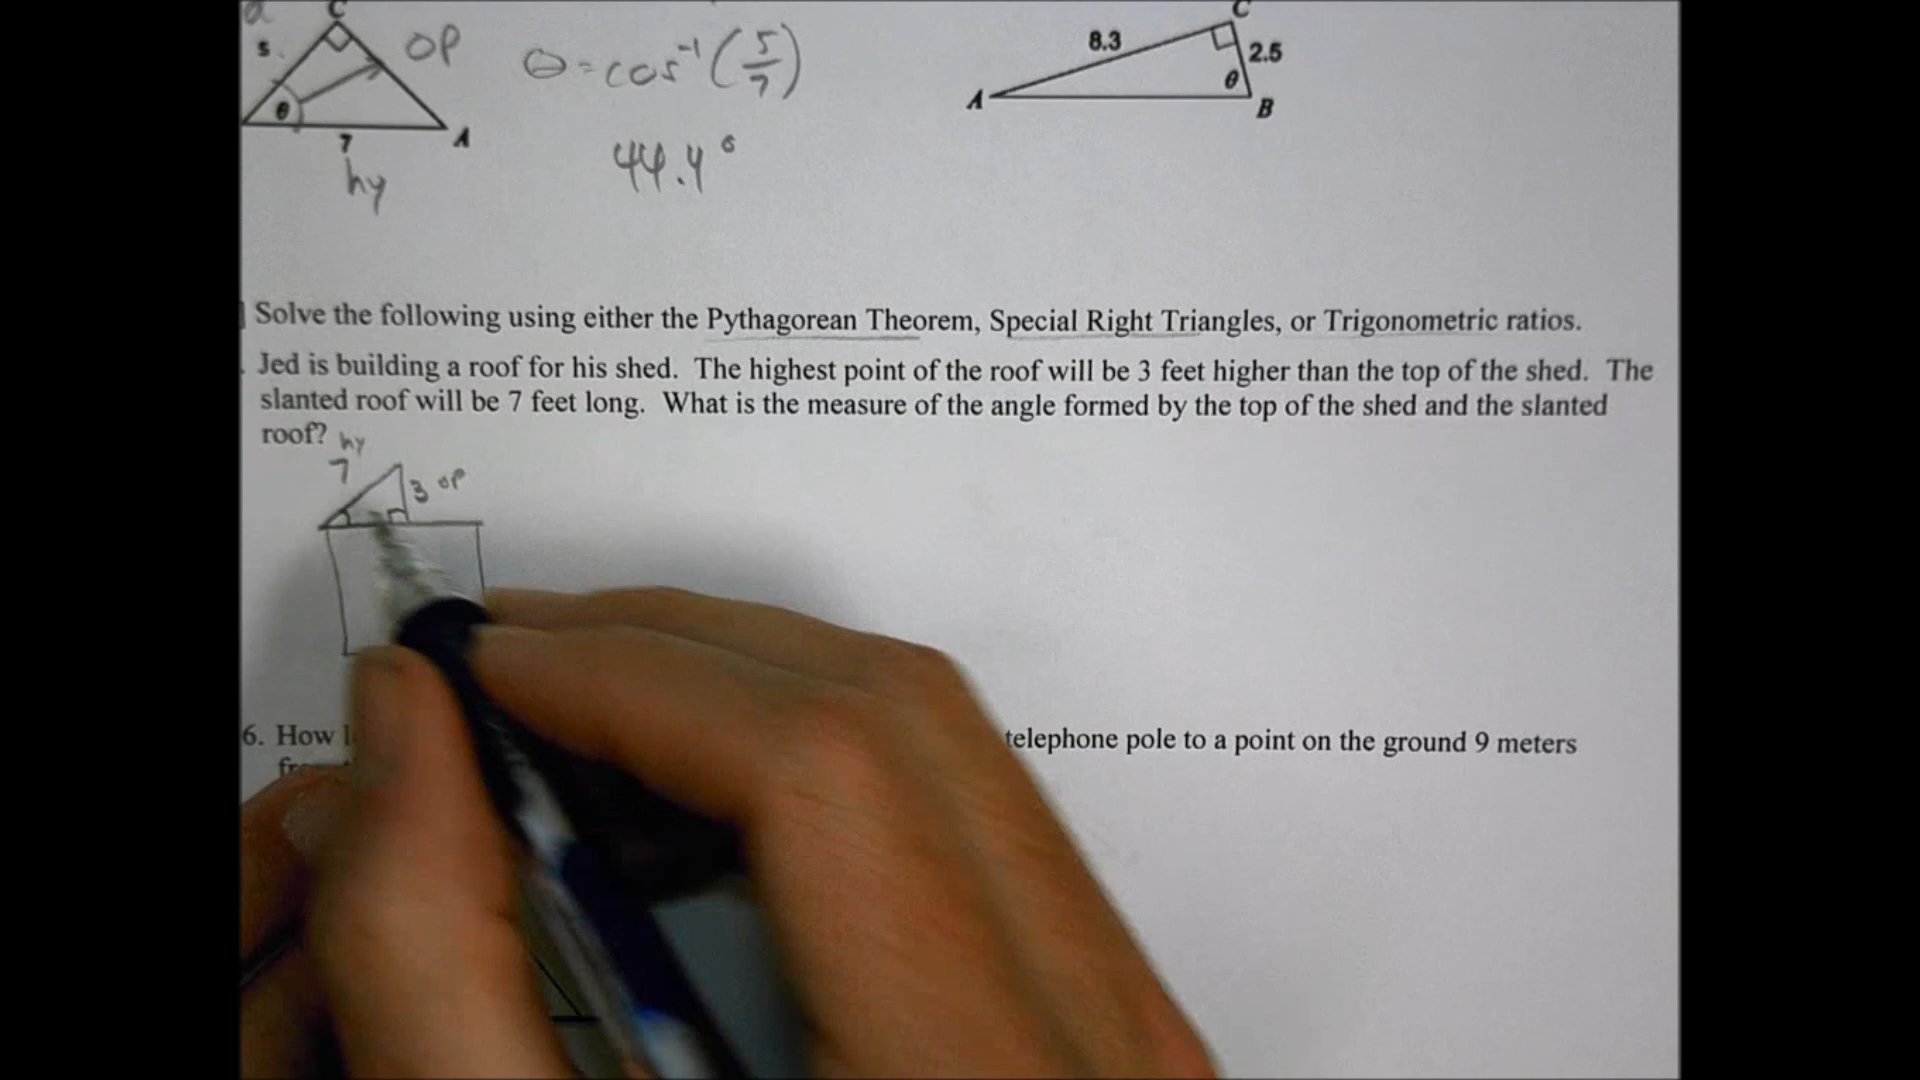 a C
5 OP θ = cos⁻¹(5/7) 8.3 C 2.5
θ 7 A A θ B
hy 44.4°
Solve the following using either the Pythagorean Theorem, Special Right Triangles, or Trigonometric ratios.
Jed is building a roof for his shed. The highest point of the roof will be 3 feet higher than the top of the shed. The
slanted roof will be 7 feet long. What is the measure of the angle formed by the top of the shed and the slanted
roof?
hy
7 3 op
6. How telephone pole to a point on the ground 9 meters